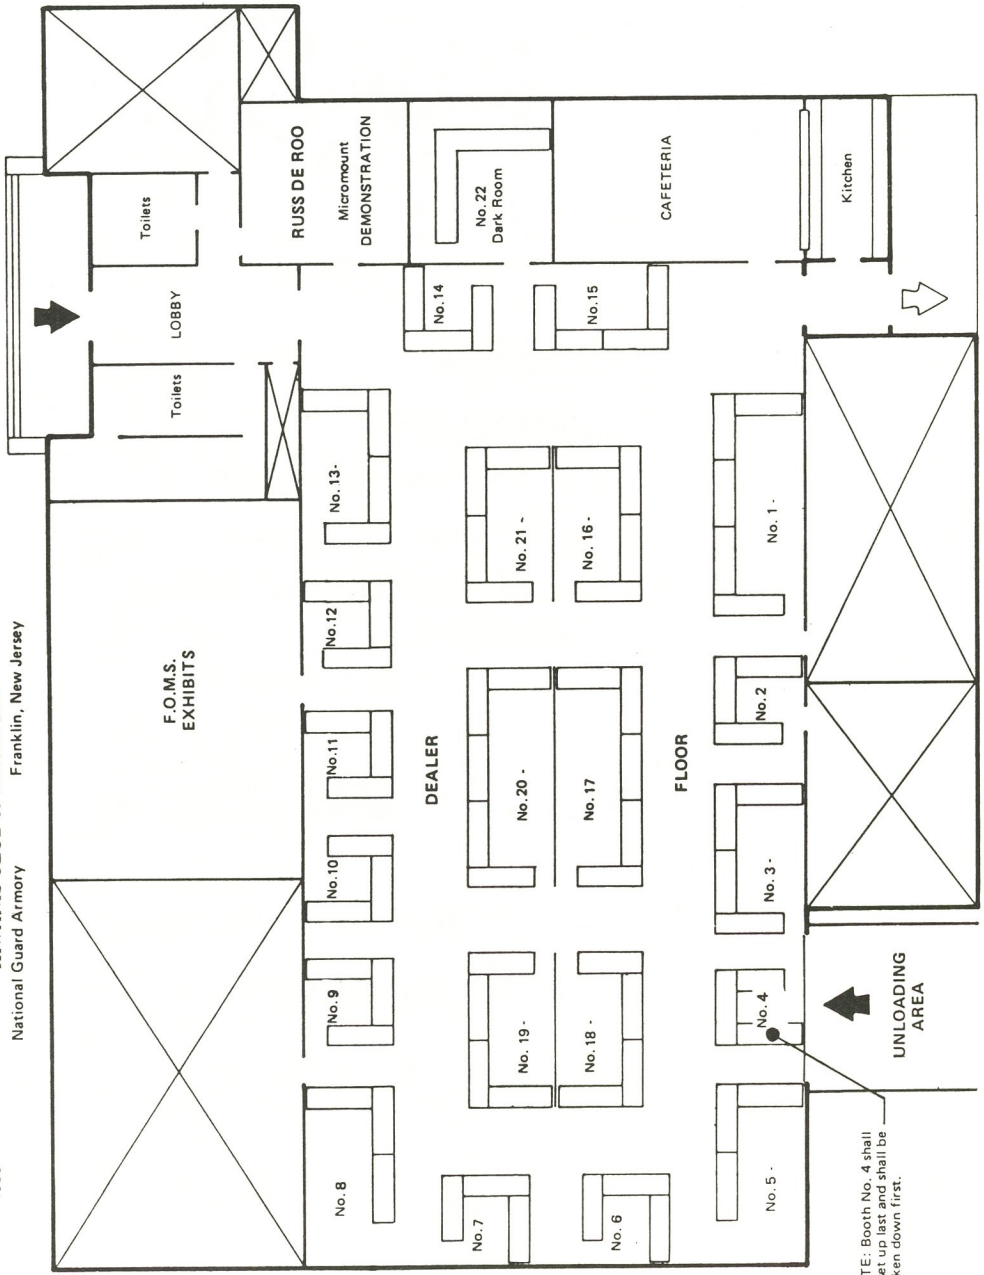 National Guard Armory Franklin, New Jersey
Toilets
LOBBY
Toilets
RUSS DE ROO
Micromount
DEMONSTRATION
No. 22
Dark Room
CAFETERIA
Kitchen
F.O.M.S.
EXHIBITS
No. 14
No. 15
No. 13-
No. 12
No. 11
No. 10
No. 9
No. 8
DEALER
FLOOR
No. 21 -
No. 16 -
No. 20 -
No. 17
No. 19 -
No. 18 -
No. 7
No. 6
No. 1 -
No. 2
No. 3 -
No. 4
No. 5 -
UNLOADING
AREA
TE: Booth No. 4 shall
et up last and shall be
ken down first.